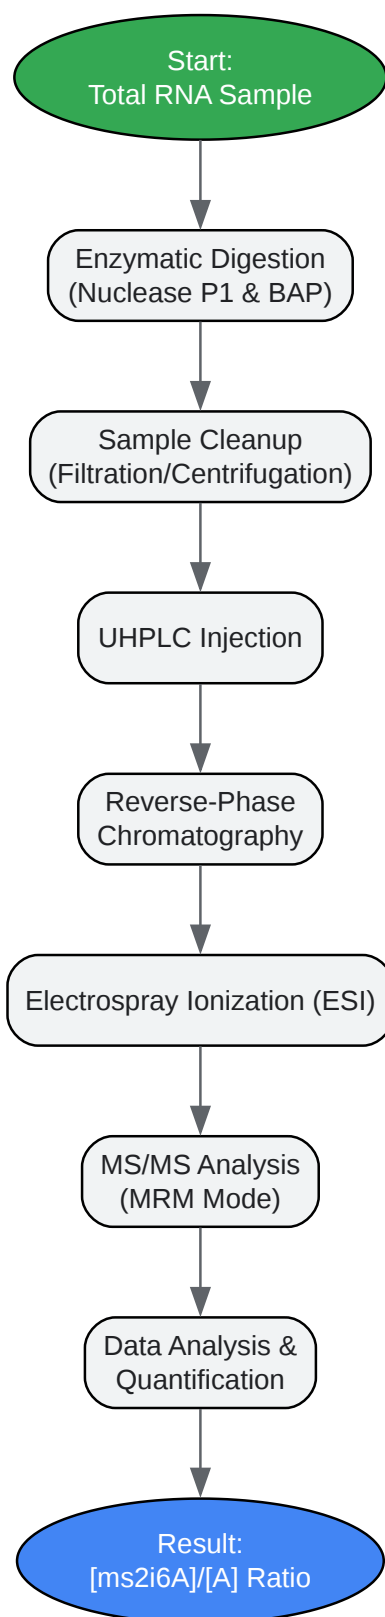 Start:
Total RNA Sample
Enzymatic Digestion
(Nuclease P1 & BAP)
Sample Cleanup
(Filtration/Centrifugation)
UHPLC Injection
Reverse-Phase
Chromatography
Electrospray Ionization (ESI)
MS/MS Analysis
(MRM Mode)
Data Analysis &
Quantification
Result:
[ms2i6A]/[A] Ratio